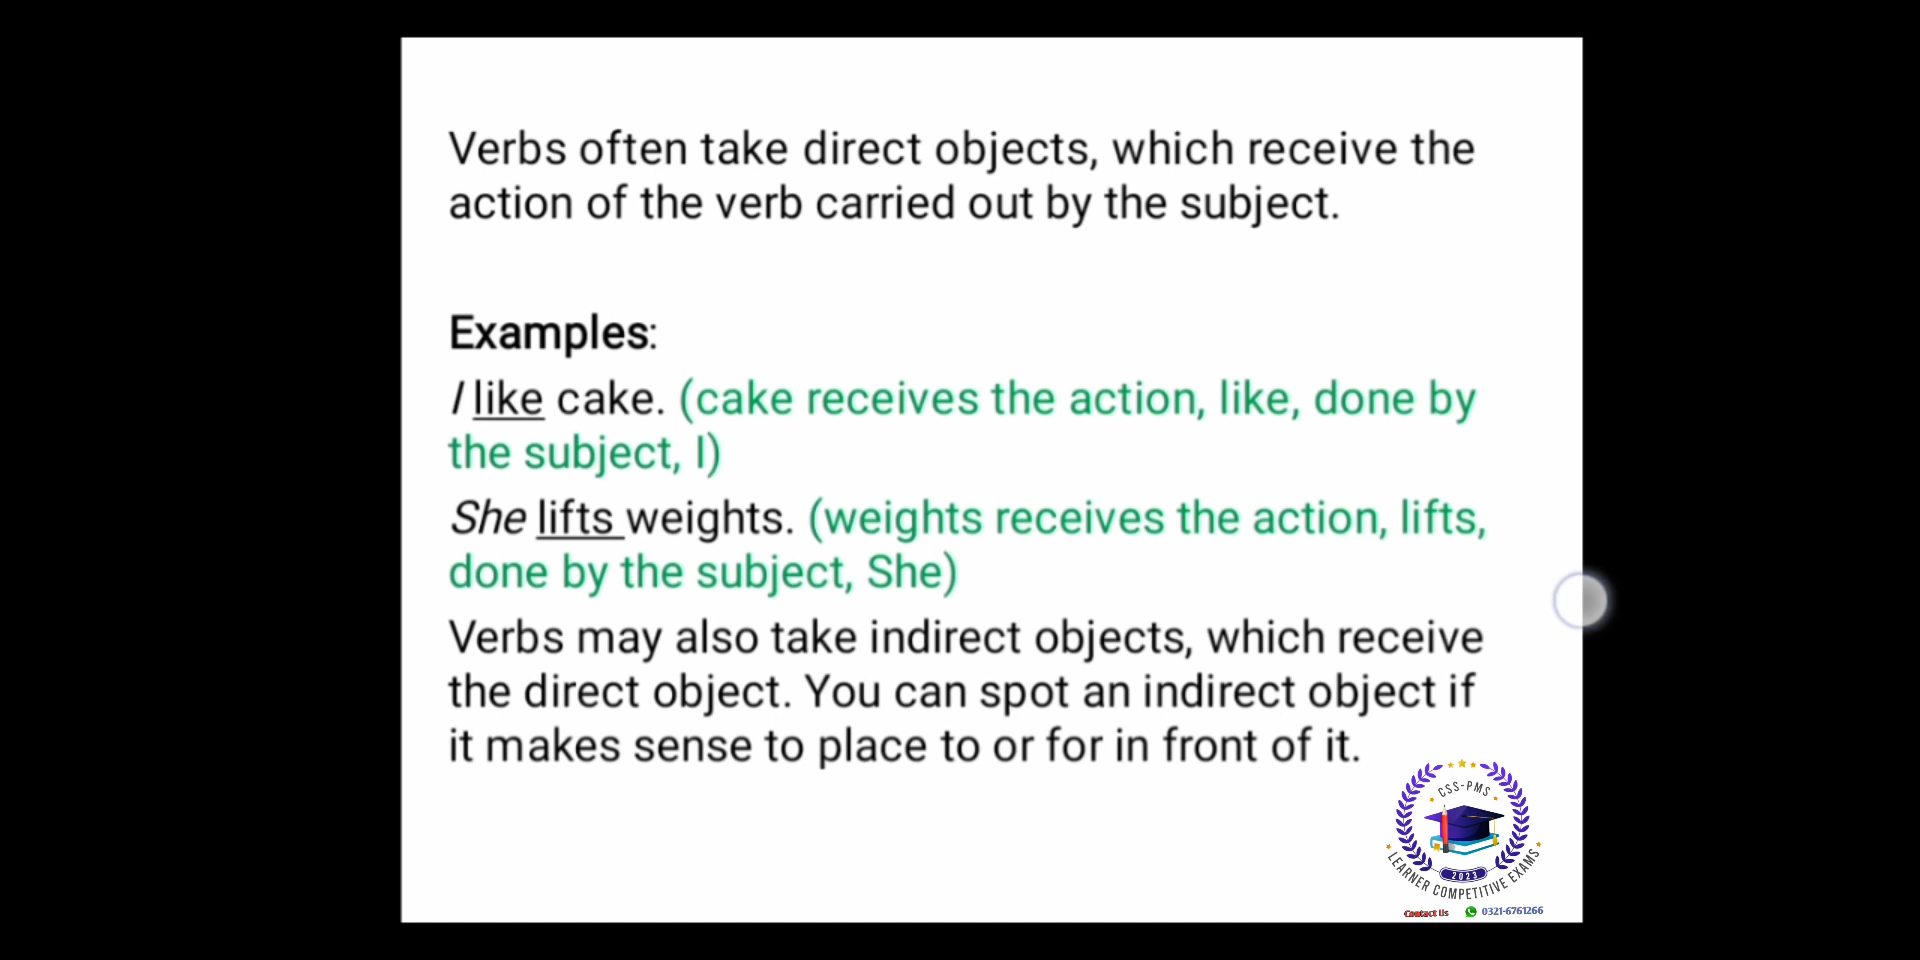 Verbs often take direct objects, which receive the
action of the verb carried out by the subject.
Examples:
I like cake. (cake receives the action, like, done by
the subject, I)
She lifts weights. (weights receives the action, lifts,
done by the subject, She)
Verbs may also take indirect objects, which receive
the direct object. You can spot an indirect object if
it makes sense to place to or for in front of it.
CSS-PMS
2023
LEARNER COMPETITIVE EXAMS
Contact Us 0321-6761266